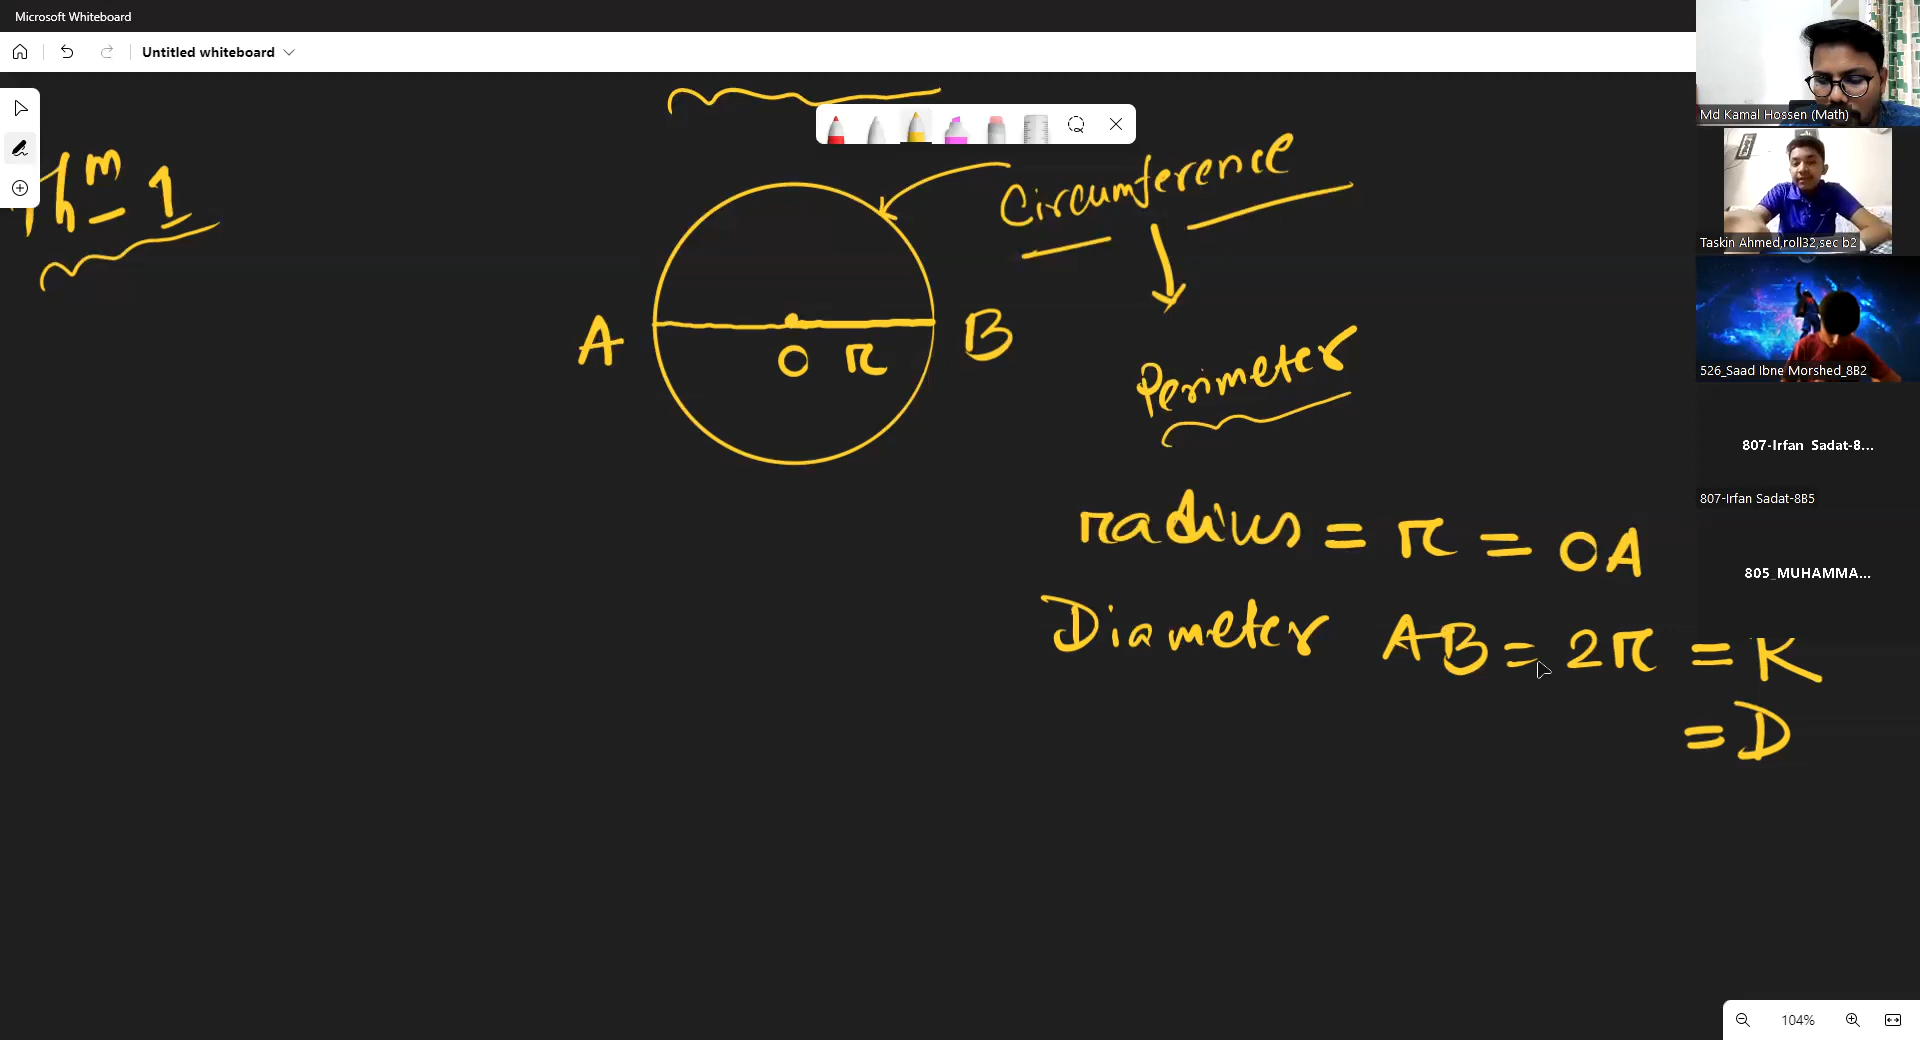 Microsoft Whiteboard
Untitled whiteboard
Thm-1
Circumference
A
O r
B
Perimeter
radius = r = OA
Diameter AB = 2r = K
= D
Md Kamal Hossen (Math)
Taskin Ahmed,roll32,sec b2
526_Saad Ibne Morshed_8B2
807-Irfan Sadat-8...
807-Irfan Sadat-8B5
805_MUHAMMA...
104%